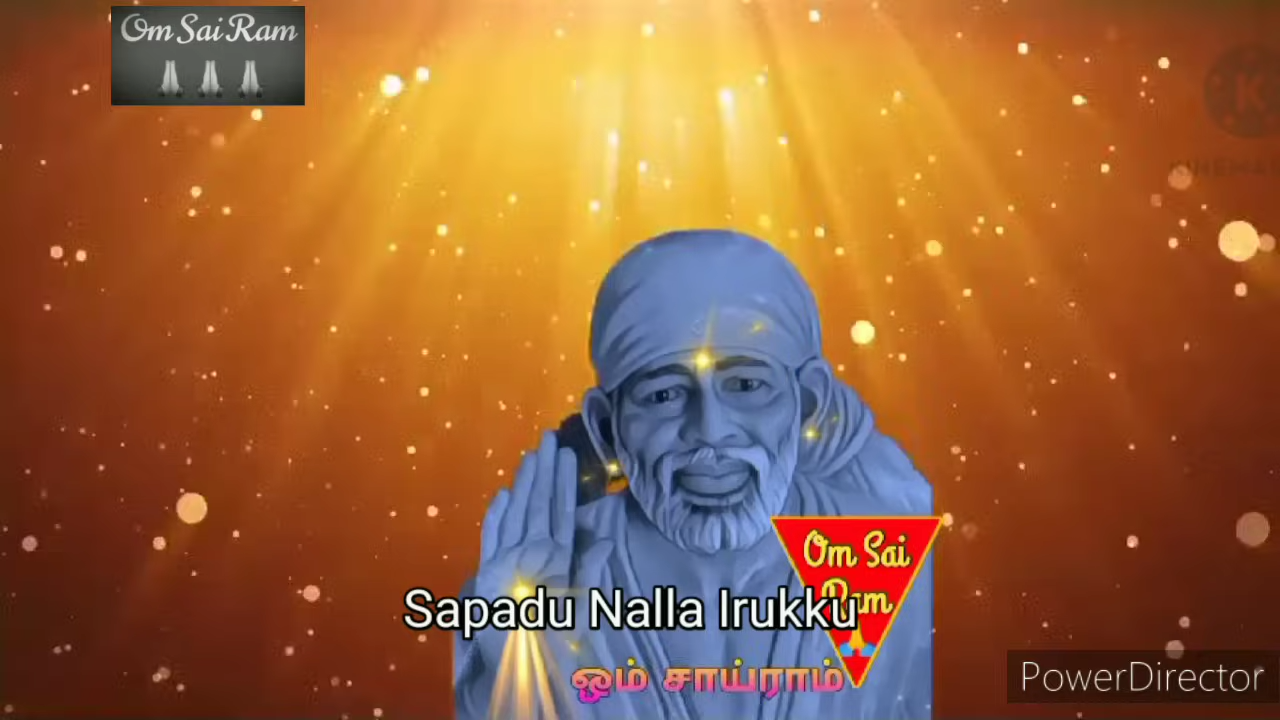 Om Sai Ram
Om Sai
Ram
Sapadu Nalla Irukku
ஓம் சாய்ராம்
PowerDirector